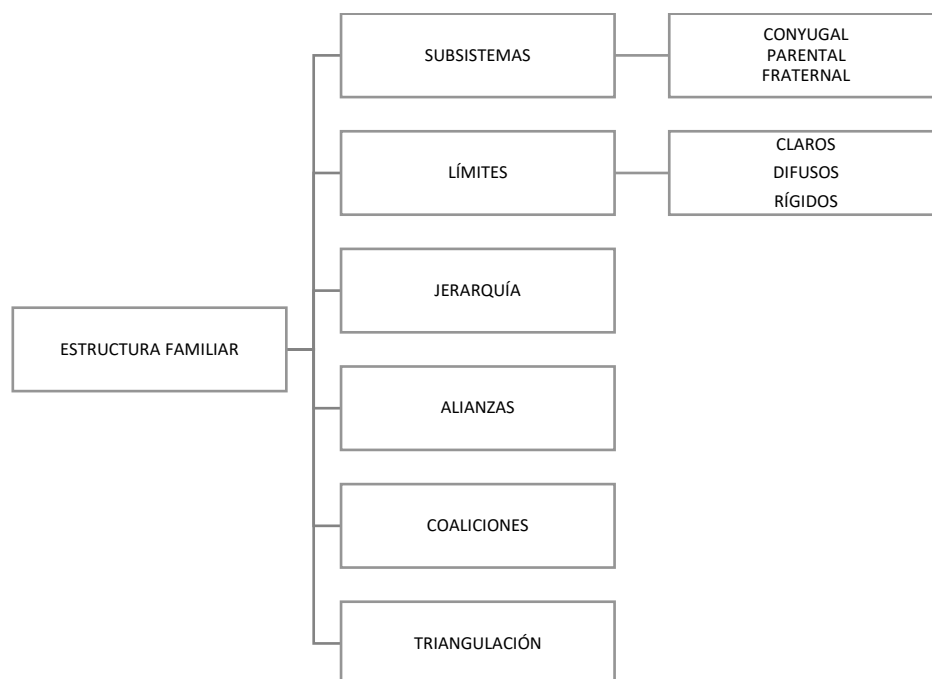 ESTRUCTURA FAMILIAR
SUBSISTEMAS
CONYUGAL
PARENTAL
FRATERNAL
LÍMITES
CLAROS
DIFUSOS
RÍGIDOS
JERARQUÍA
ALIANZAS
COALICIONES
TRIANGULACIÓN